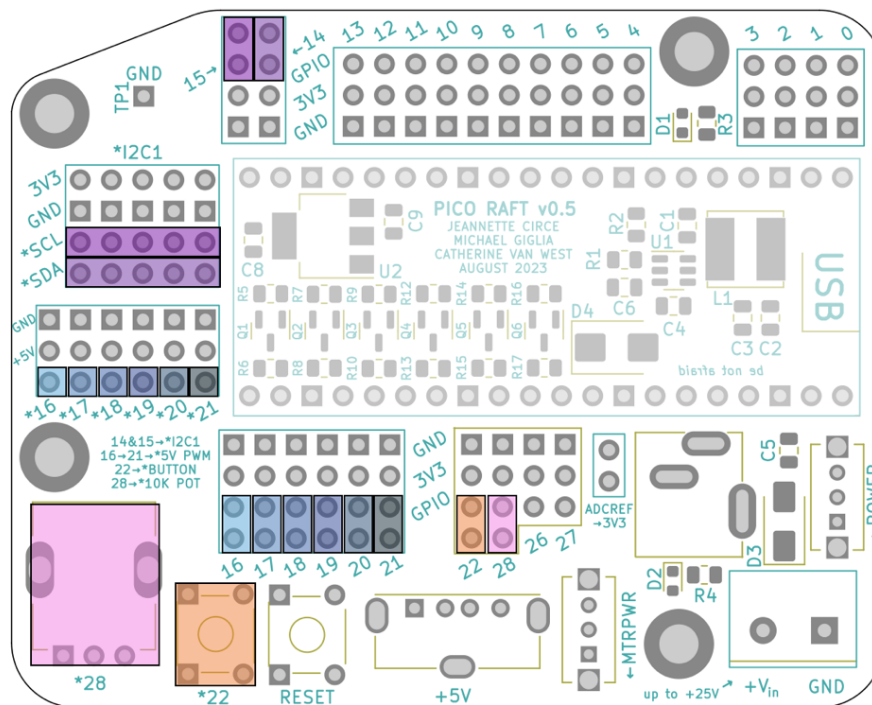 13 12 11 10 9 8 7 6 5 4
3 2 1 0
←14
15→
GPIO
3V3
GND
GND
TP1
D1
R3
*I2C1
3V3
GND
*SCL
*SDA
PICO RAFT v0.5
JEANNETTE CIRCE
MICHAEL GIGLIA
CATHERINE VAN WEST
AUGUST 2023
C9
C8
U2
R2
C1
R1
U1
C6
L1
C4
C3 C2
D4
USB
R5 R7 R9 R12 R14 R16
Q1 Q2 Q3 Q4 Q5 Q6
R6 R8 R10 R13 R15 R17
be not afraid
GND
+5V
*16 *17 *18 *19 *20 *21
14&15→*I2C1
16→21→*5V PWM
22→*BUTTON
28→*10K POT
GND
3V3
GPIO
16 17 18 19 20 21
22 28 26 27
ADCREF
→3V3
C5
D3
←POWER
D2
R4
*28
*22
RESET
+5V
←MTRPWR
up to +25V→
+Vin
GND